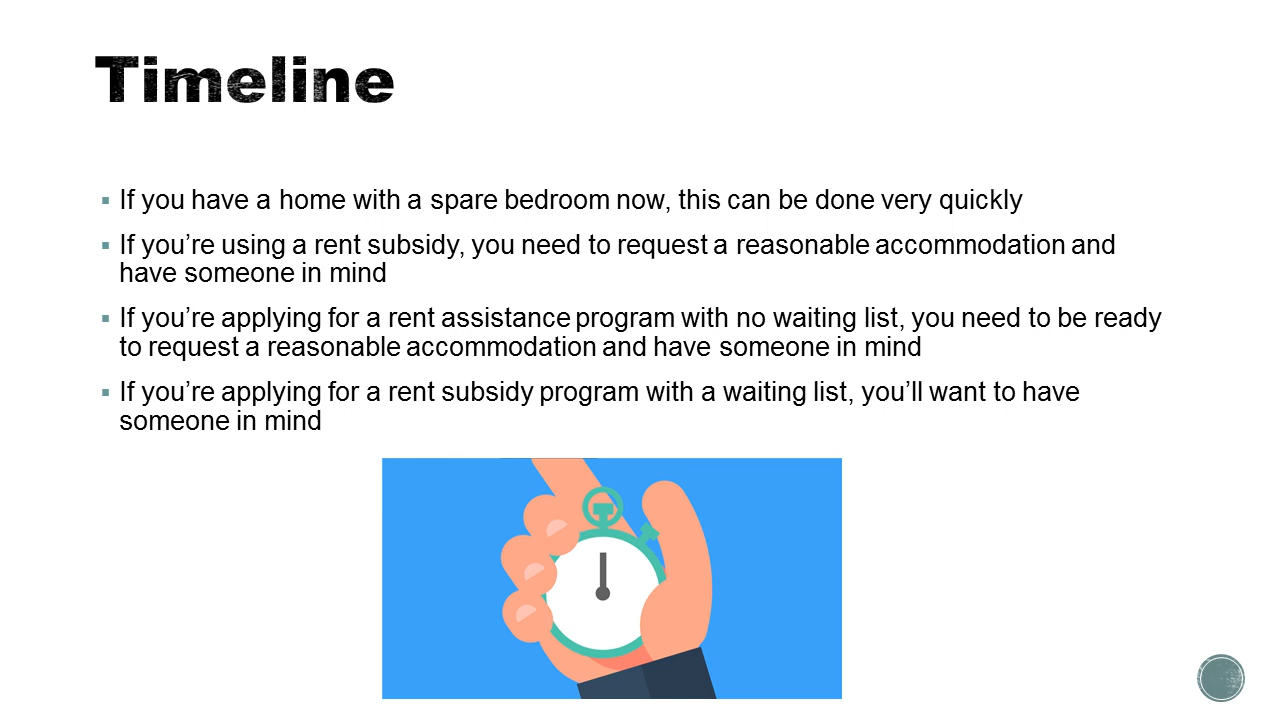 Timeline
▪ If you have a home with a spare bedroom now, this can be done very quickly
▪ If you’re using a rent subsidy, you need to request a reasonable accommodation and
have someone in mind
▪ If you’re applying for a rent assistance program with no waiting list, you need to be ready
to request a reasonable accommodation and have someone in mind
▪ If you’re applying for a rent subsidy program with a waiting list, you’ll want to have
someone in mind